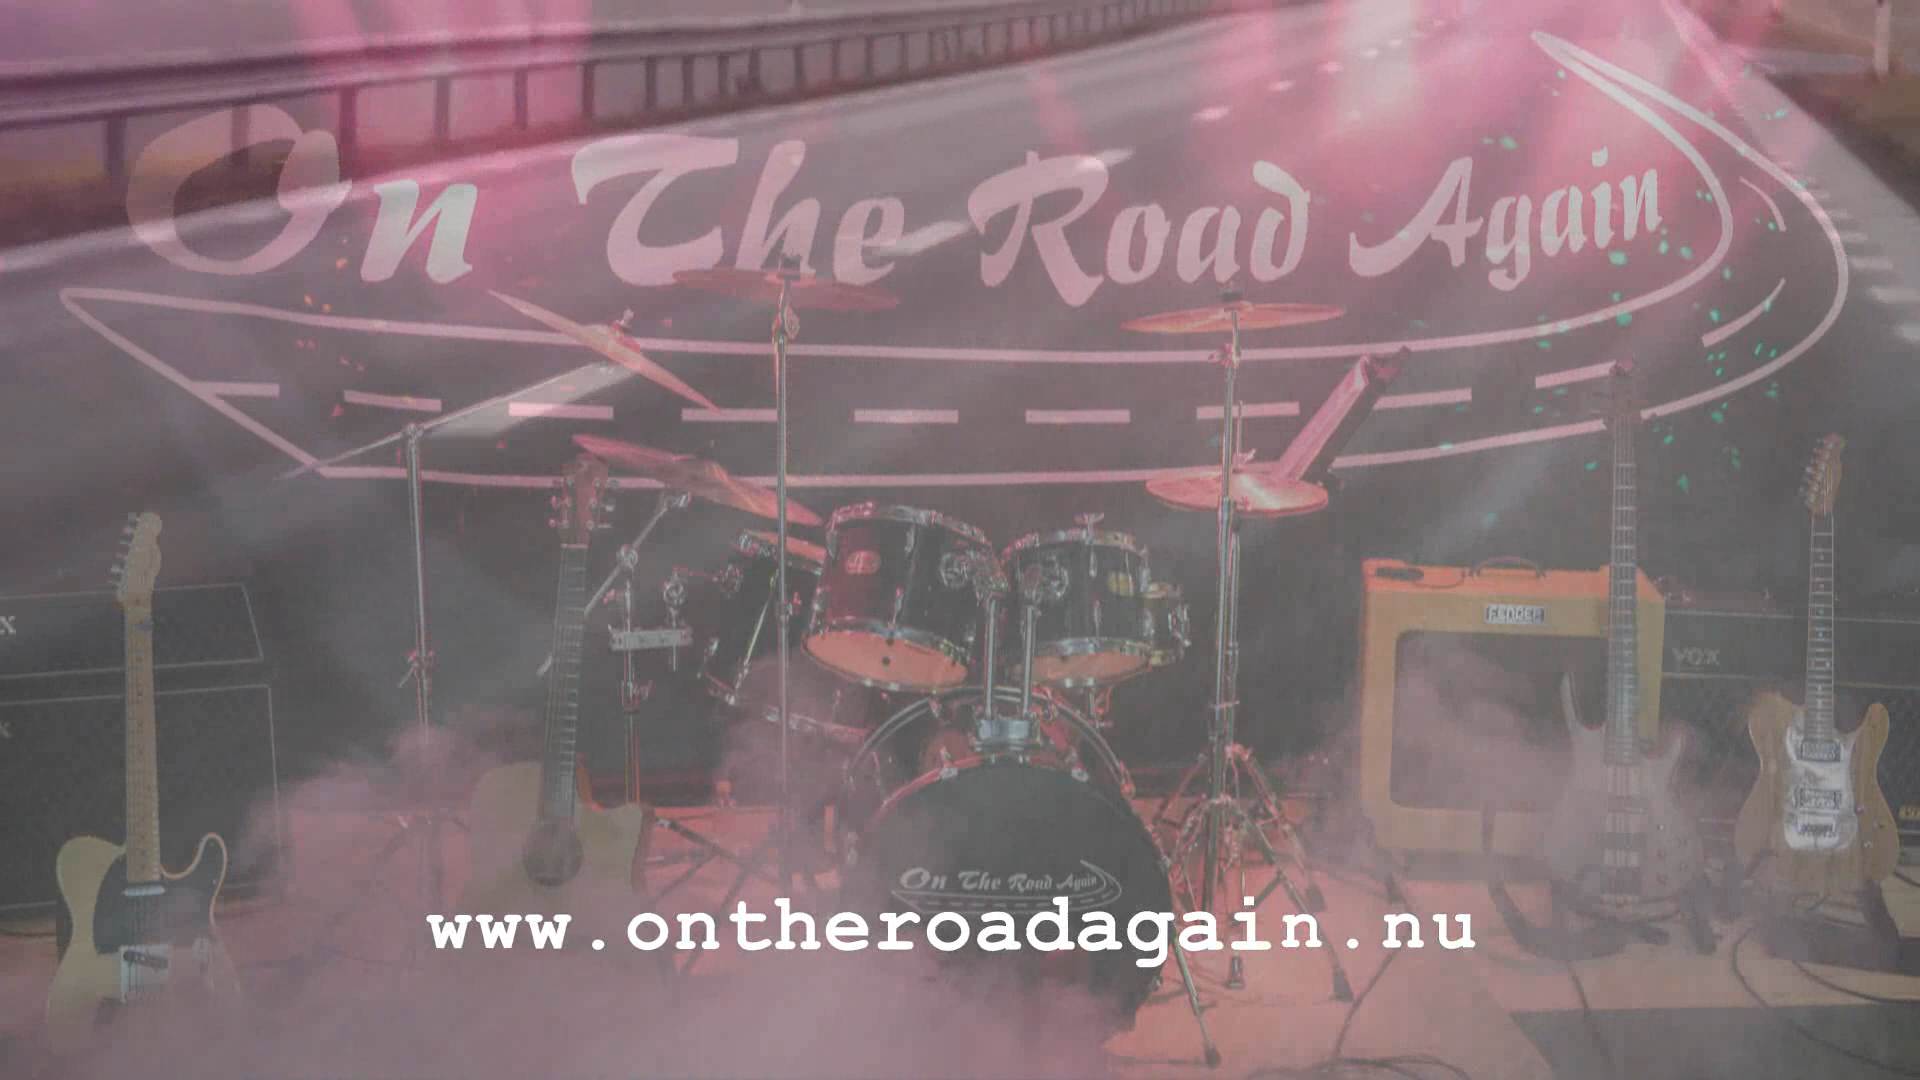 On The Road Again
FENDER
VOX
On The Road Again
www.ontheroadagain.nu